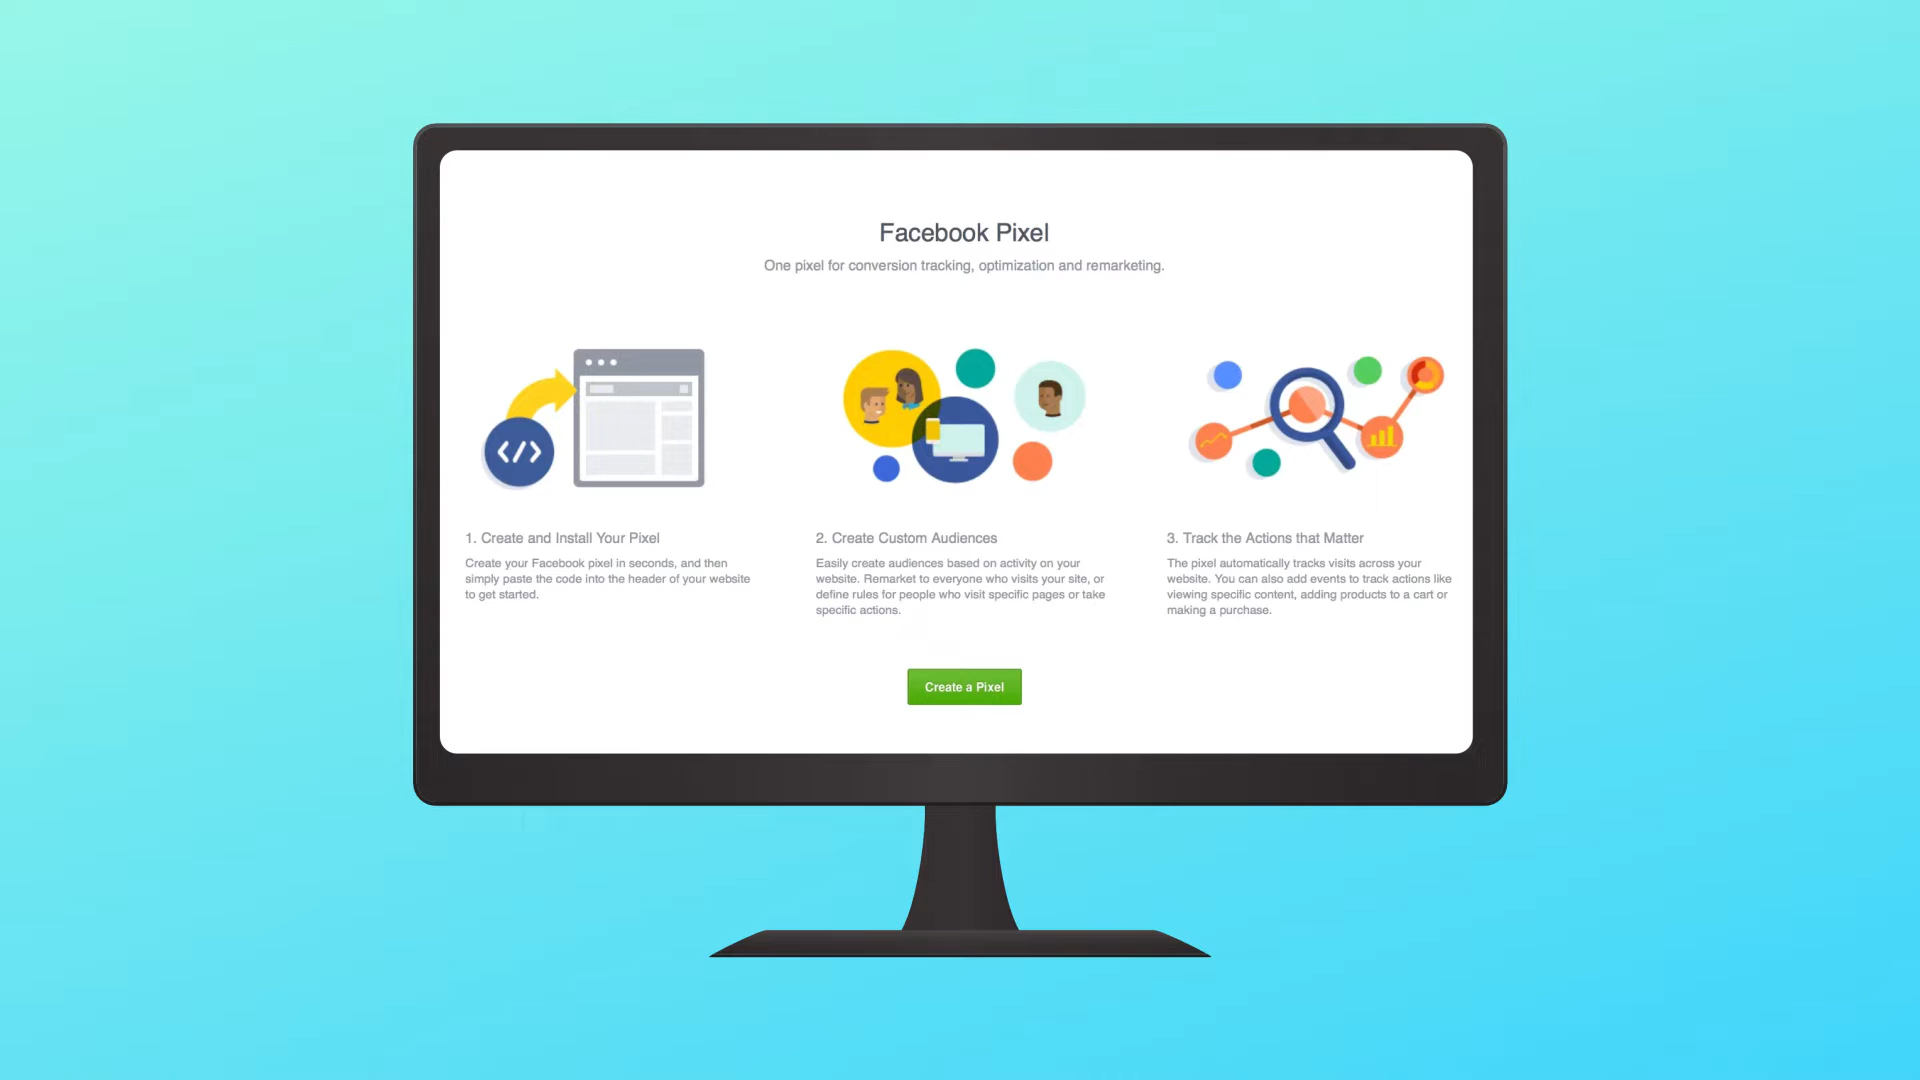 Facebook Pixel
One pixel for conversion tracking, optimization and remarketing.
</>
1. Create and Install Your Pixel
Create your Facebook pixel in seconds, and then
simply paste the code into the header of your website
to get started.
2. Create Custom Audiences
Easily create audiences based on activity on your
website. Remarket to everyone who visits your site, or
define rules for people who visit specific pages or take
specific actions.
3. Track the Actions that Matter
The pixel automatically tracks visits across your
website. You can also add events to track actions like
viewing specific content, adding products to a cart or
making a purchase.
Create a Pixel